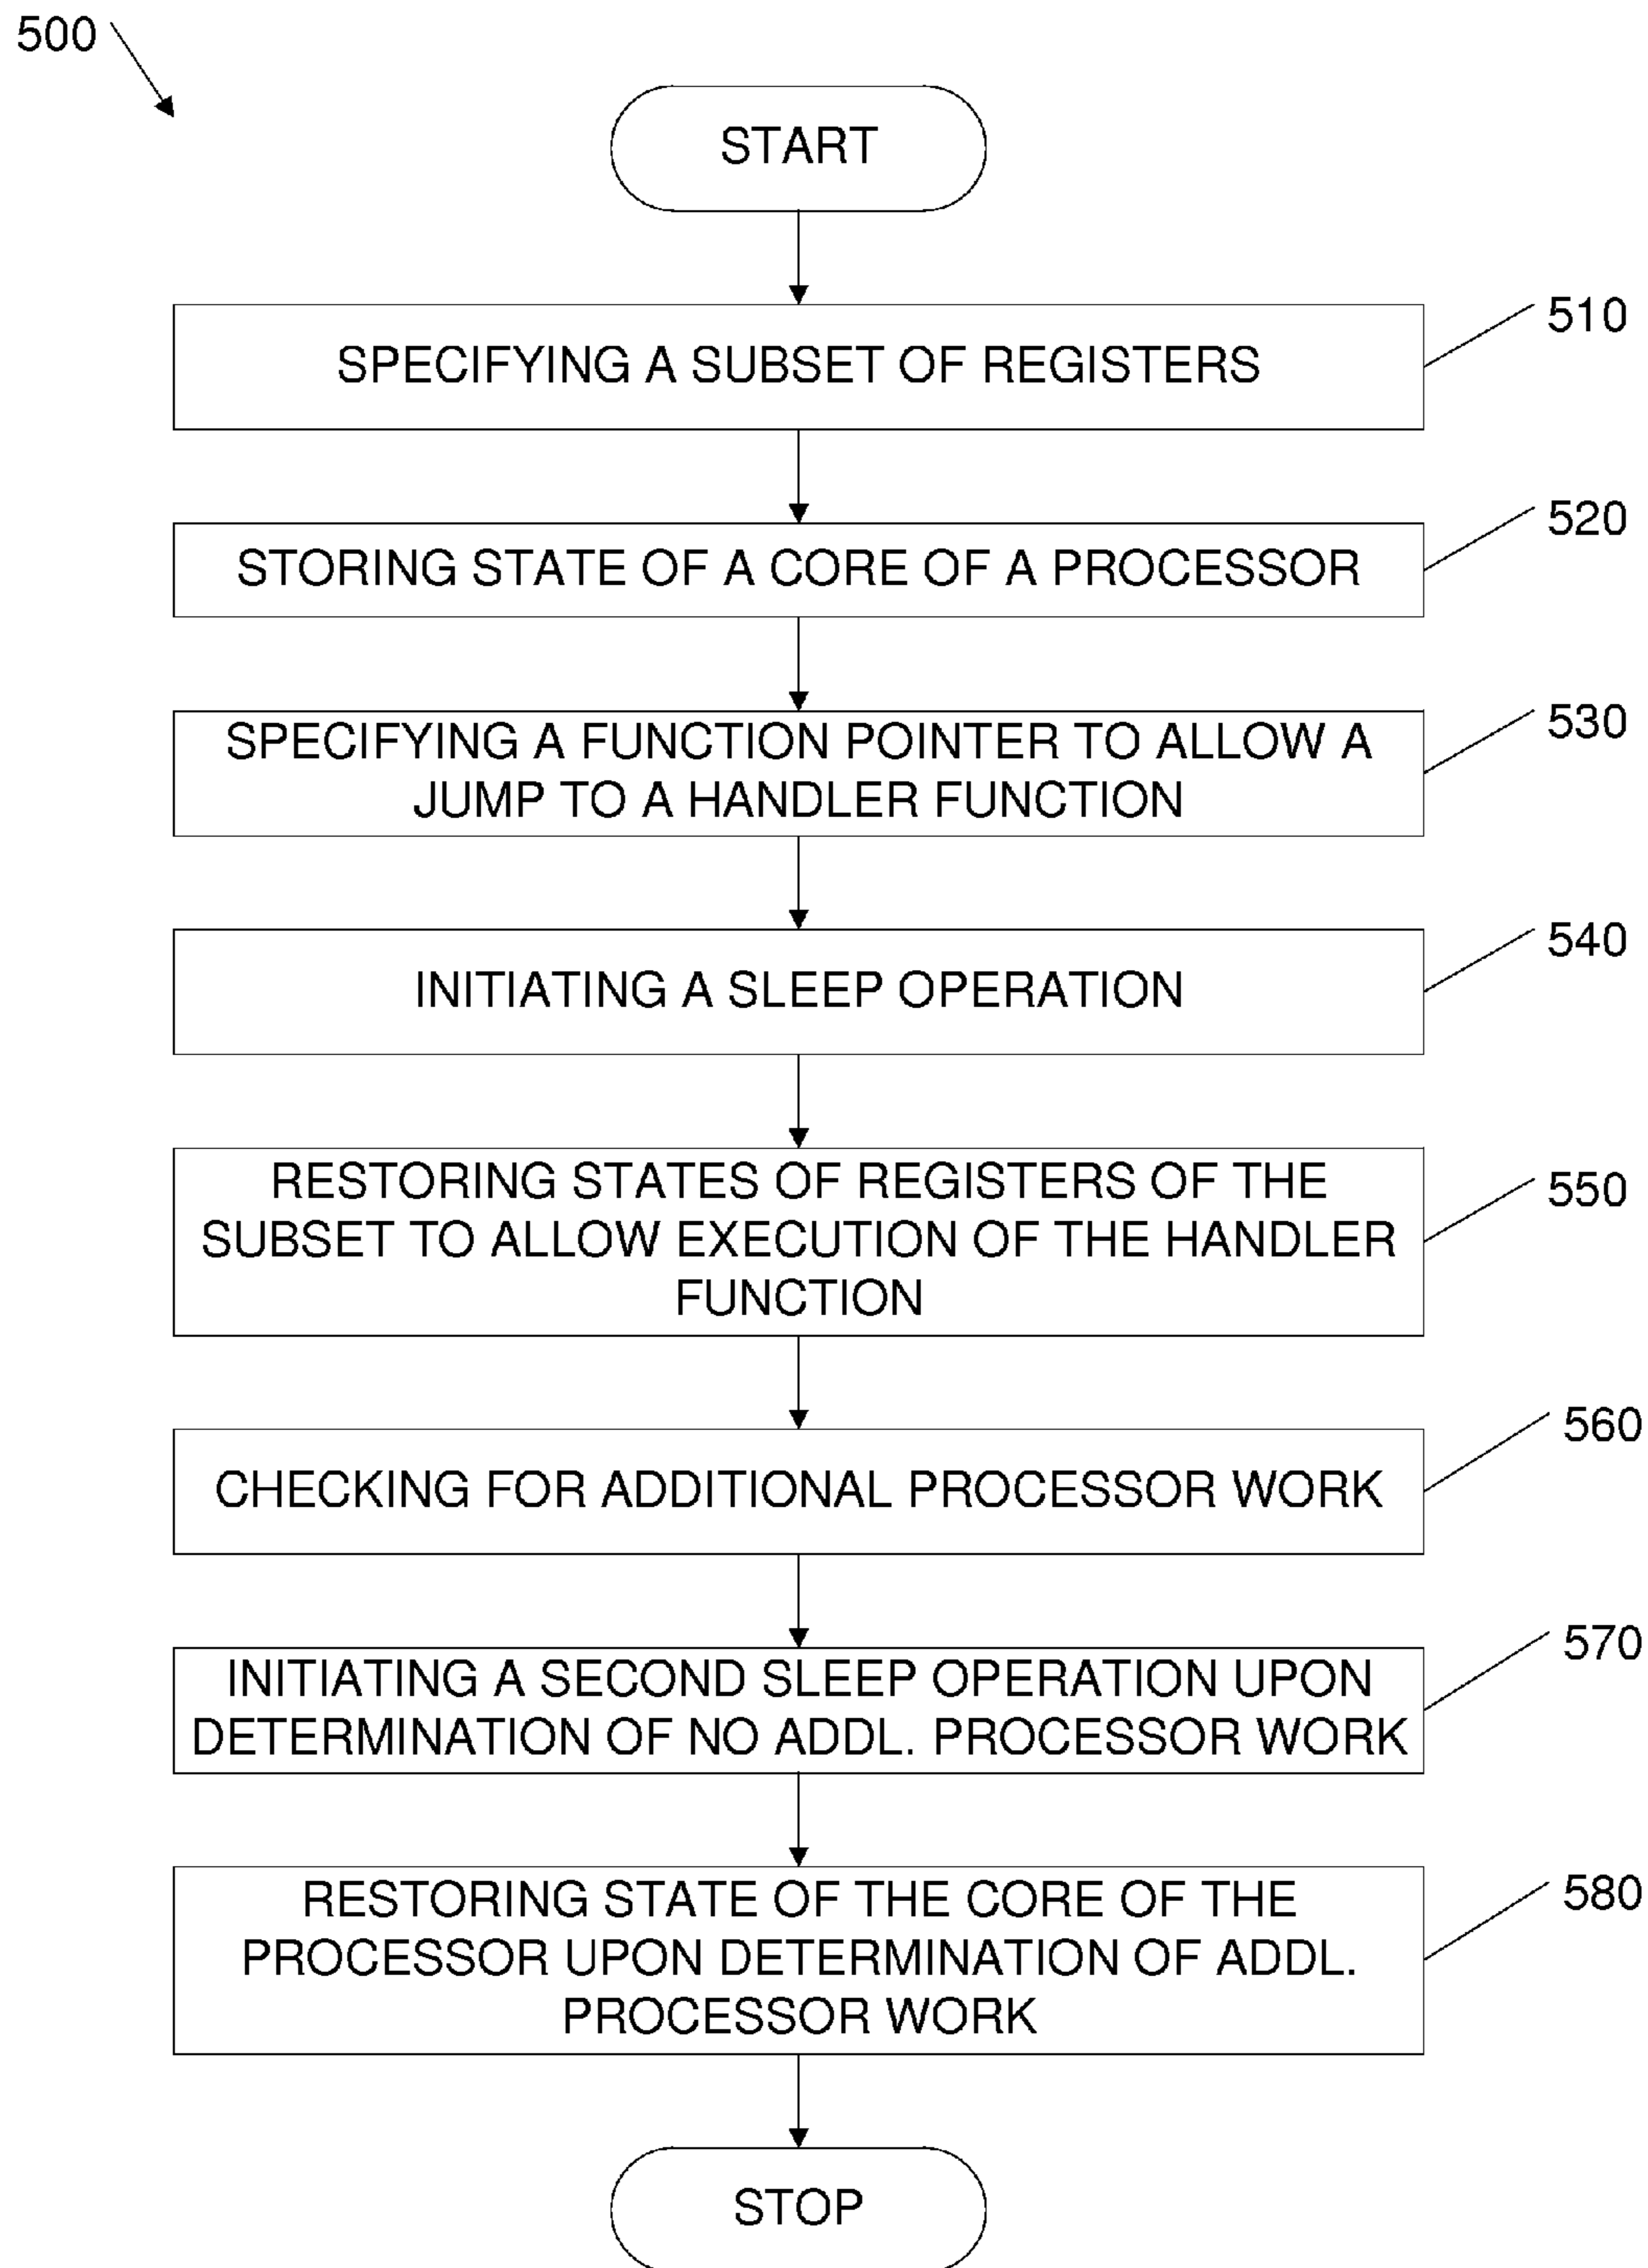 500
START
SPECIFYING A SUBSET OF REGISTERS
510
STORING STATE OF A CORE OF A PROCESSOR
520
SPECIFYING A FUNCTION POINTER TO ALLOW A
JUMP TO A HANDLER FUNCTION
530
INITIATING A SLEEP OPERATION
540
RESTORING STATES OF REGISTERS OF THE
SUBSET TO ALLOW EXECUTION OF THE HANDLER
FUNCTION
550
CHECKING FOR ADDITIONAL PROCESSOR WORK
560
INITIATING A SECOND SLEEP OPERATION UPON
DETERMINATION OF NO ADDL. PROCESSOR WORK
570
RESTORING STATE OF THE CORE OF THE
PROCESSOR UPON DETERMINATION OF ADDL.
PROCESSOR WORK
580
STOP